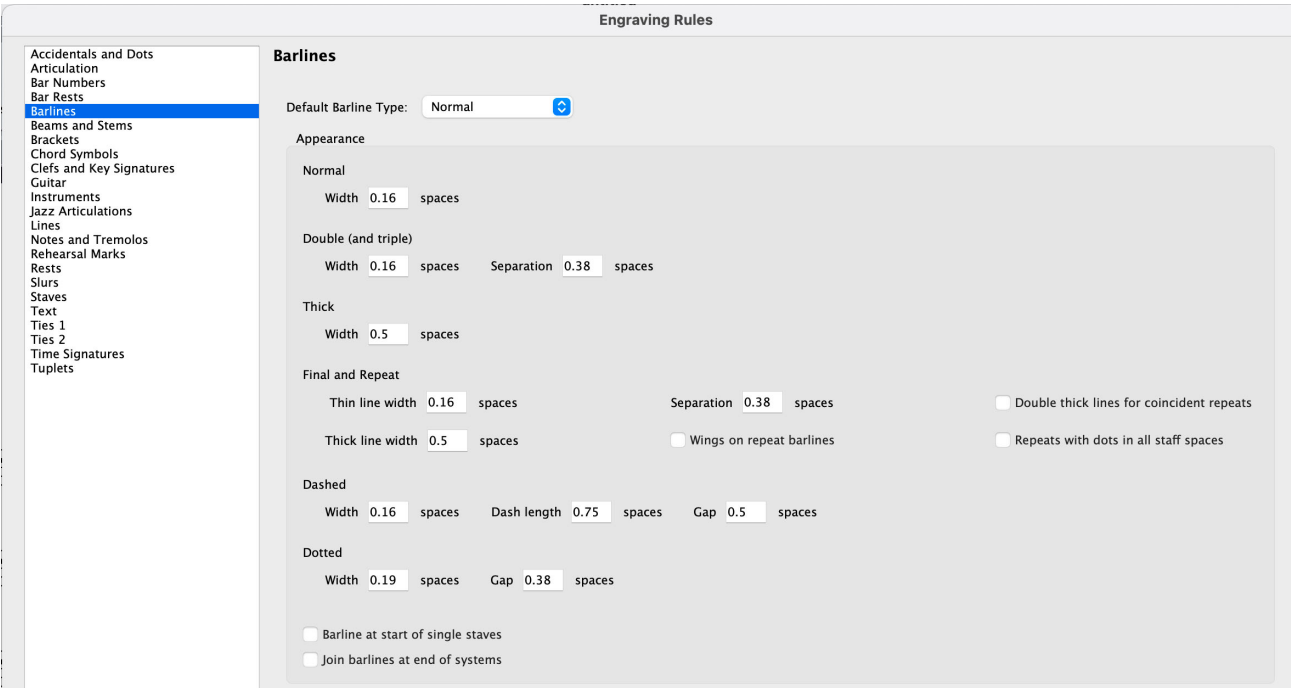 Engraving Rules
Accidentals and Dots
Articulation
Bar Numbers
Bar Rests
Barlines
Beams and Stems
Brackets
Chord Symbols
Clefs and Key Signatures
Guitar
Instruments
Jazz Articulations
Lines
Notes and Tremolos
Rehearsal Marks
Rests
Slurs
Staves
Text
Ties 1
Ties 2
Time Signatures
Tuplets
Barlines
Default Barline Type: Normal
Appearance
Normal
Width 0.16 spaces
Double (and triple)
Width 0.16 spaces Separation 0.38 spaces
Thick
Width 0.5 spaces
Final and Repeat
Thin line width 0.16 spaces Separation 0.38 spaces Double thick lines for coincident repeats
Thick line width 0.5 spaces Wings on repeat barlines Repeats with dots in all staff spaces
Dashed
Width 0.16 spaces Dash length 0.75 spaces Gap 0.5 spaces
Dotted
Width 0.19 spaces Gap 0.38 spaces
Barline at start of single staves
Join barlines at end of systems